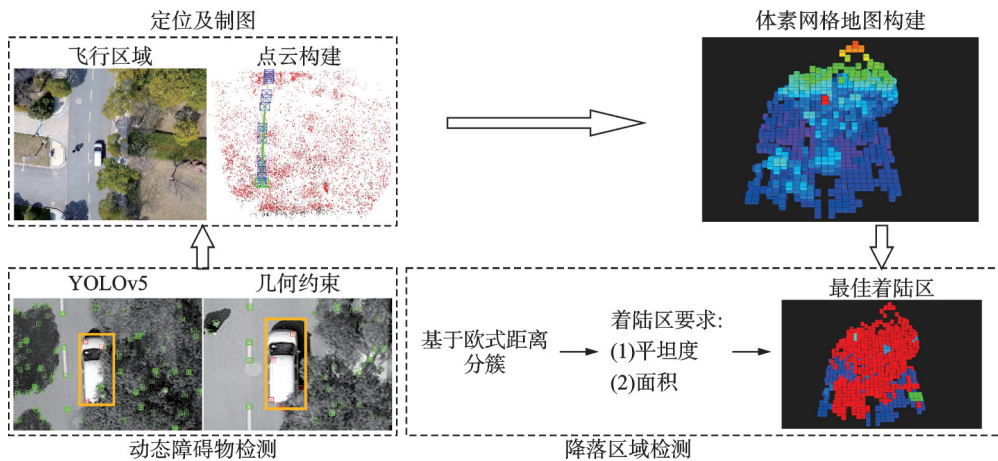 定位及制图
飞行区域
点云构建
体素网格地图构建
YOLOv5
几何约束
动态障碍物检测
基于欧式距离
分簇
着陆区要求:
(1)平坦度
(2)面积
最佳着陆区
降落区域检测